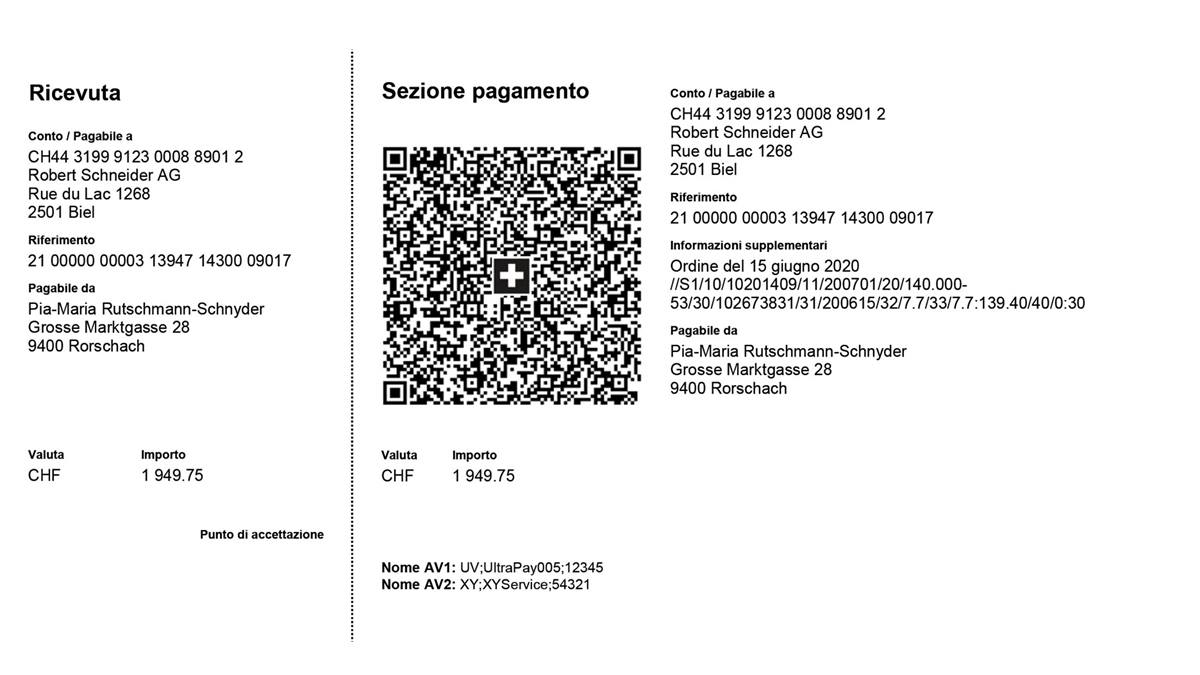 Ricevuta
Conto / Pagabile a
CH44 3199 9123 0008 8901 2
Robert Schneider AG
Rue du Lac 1268
2501 Biel
Riferimento
21 00000 00003 13947 14300 09017
Pagabile da
Pia-Maria Rutschmann-Schnyder
Grosse Marktgasse 28
9400 Rorschach
Valuta
Importo
CHF
1 949.75
Punto di accettazione
Sezione pagamento
Valuta
Importo
CHF
1 949.75
Conto / Pagabile a
CH44 3199 9123 0008 8901 2
Robert Schneider AG
Rue du Lac 1268
2501 Biel
Riferimento
21 00000 00003 13947 14300 09017
Informazioni supplementari
Ordine del 15 giugno 2020
//S1/10/10201409/11/200701/20/140.000-
53/30/102673831/31/200615/32/7.7/33/7.7:139.40/40/0:30
Pagabile da
Pia-Maria Rutschmann-Schnyder
Grosse Marktgasse 28
9400 Rorschach
Nome AV1: UV;UltraPay005;12345
Nome AV2: XY;XYService;54321